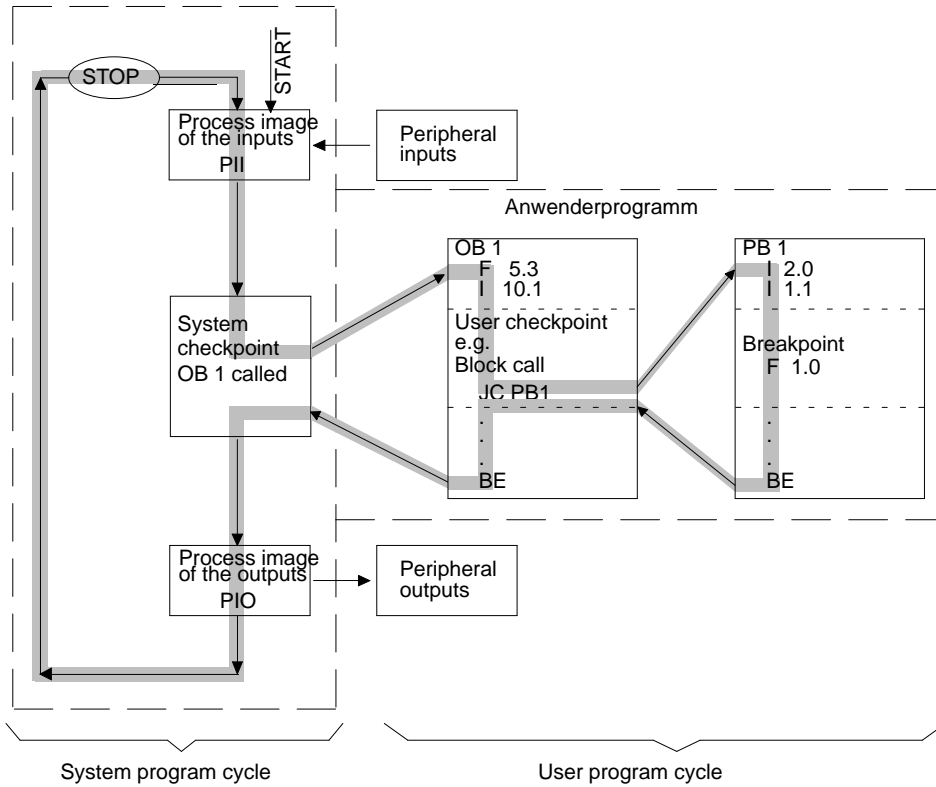 START
STOP
Process image
of the inputs
PII
Peripheral
inputs
Anwenderprogramm
OB 1
F 5.3
I 10.1
User checkpoint
e.g.
Block call
JC PB1
.
.
.
BE
PB 1
I 2.0
I 1.1
Breakpoint
F 1.0
.
.
.
BE
System
checkpoint
OB 1 called
Process image
of the outputs
PIO
Peripheral
outputs
System program cycle
User program cycle